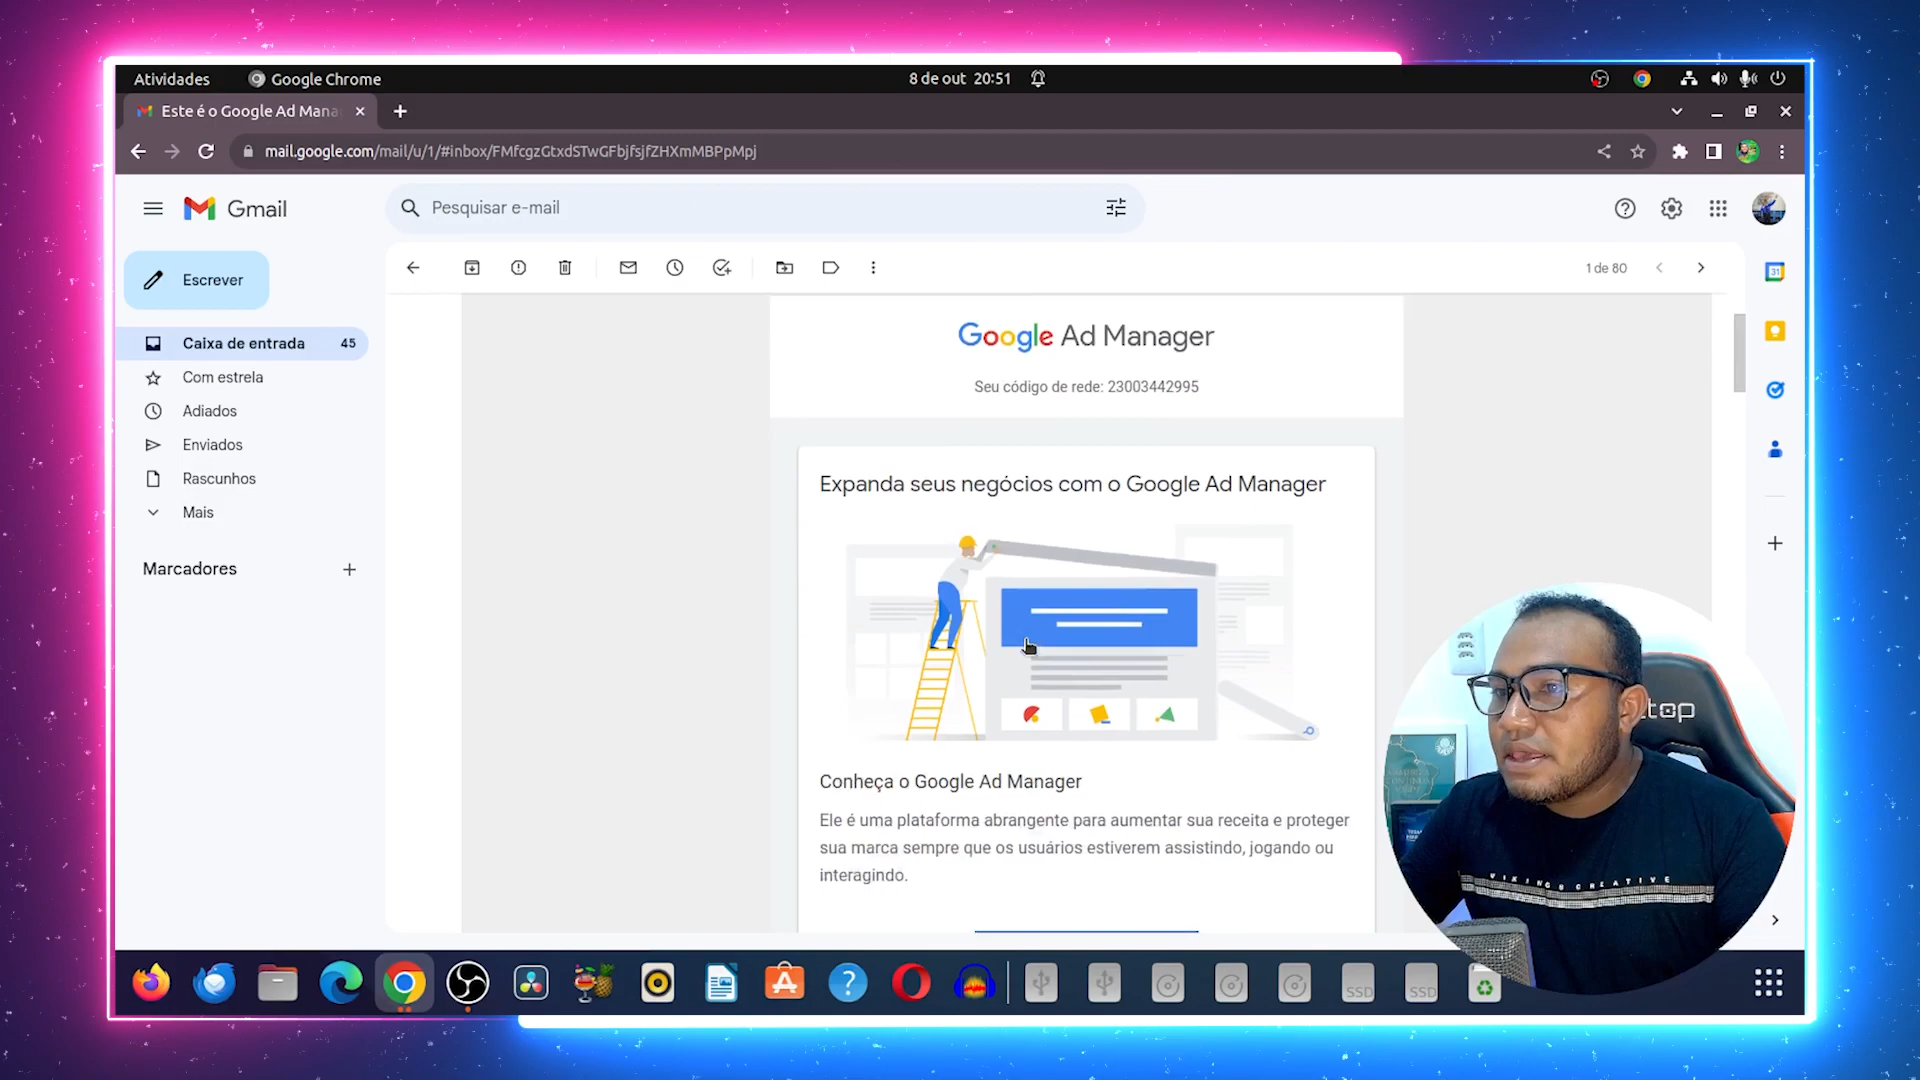 Atividades Google Chrome 8 de out 20:51
Este é o Google Ad Mana
mail.google.com/mail/u/1/#inbox/FMfcgzGtxdSTwGFbjfsjfZHXmMBPpMpj
Gmail
Pesquisar e-mail
Escrever
1 de 80
31
Caixa de entrada 45
Com estrela
Adiados
Enviados
Rascunhos
Mais
Marcadores
Google Ad Manager
Seu código de rede: 23003442995
Expanda seus negócios com o Google Ad Manager
Conheça o Google Ad Manager
Ele é uma plataforma abrangente para aumentar sua receita e proteger
sua marca sempre que os usuários estiverem assistindo, jogando ou
interagindo.
VIKINGS CREATIVE
SSD
SSD